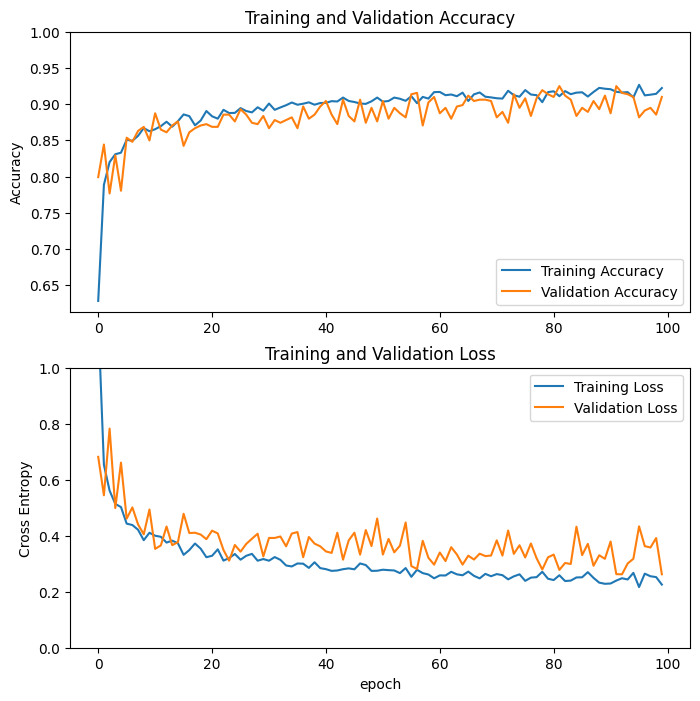 Training and Validation Accuracy
1.00
0.95
0.90
0.85
0.80
0.75
0.70
0.65
Accuracy
Training Accuracy
Validation Accuracy
0 20 40 60 80 100
Training and Validation Loss
1.0
0.8
0.6
0.4
0.2
0.0
Cross Entropy
Training Loss
Validation Loss
0 20 40 60 80 100
epoch